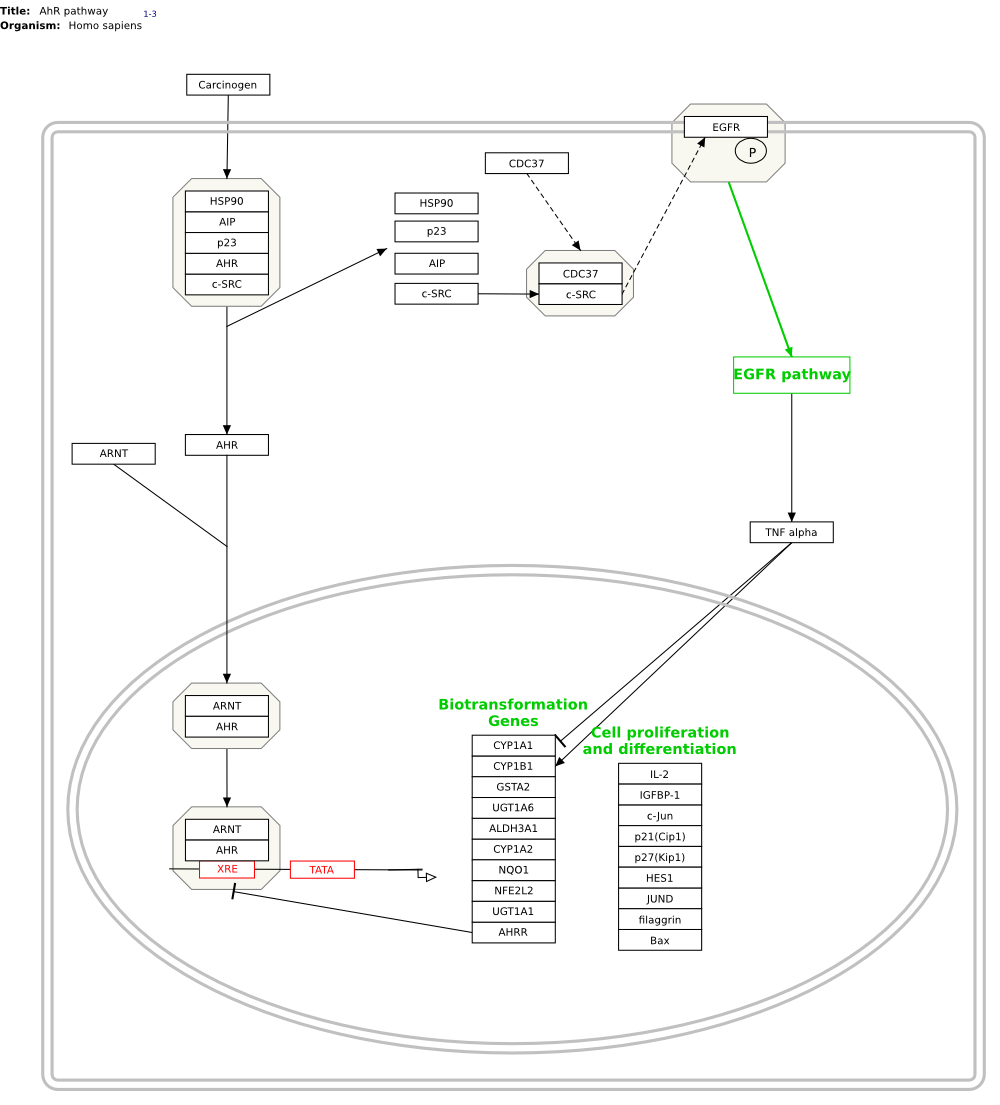 Title: AhR pathway 1-3
Organism: Homo sapiens
Carcinogen
EGFR
P
HSP90
AIP
p23
AHR
c-SRC
CDC37
HSP90
p23
AIP
c-SRC
CDC37
c-SRC
EGFR pathway
ARNT
AHR
TNF alpha
ARNT
AHR
ARNT
AHR
XRE
TATA
Biotransformation
Genes
CYP1A1
CYP1B1
GSTA2
UGT1A6
ALDH3A1
CYP1A2
NQO1
NFE2L2
UGT1A1
AHRR
Cell proliferation
and differentiation
IL-2
IGFBP-1
c-Jun
p21(Cip1)
p27(Kip1)
HES1
JUND
filaggrin
Bax